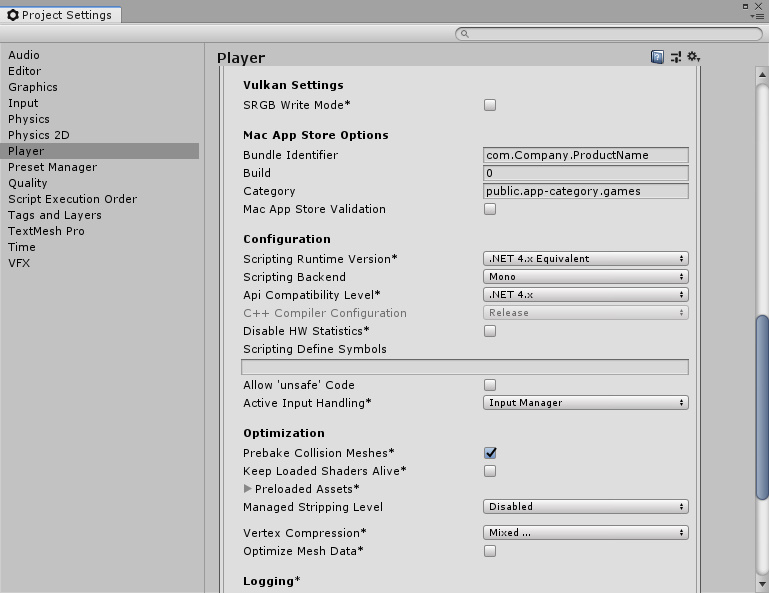 Project Settings
Audio
Editor
Graphics
Input
Physics
Physics 2D
Player
Preset Manager
Quality
Script Execution Order
Tags and Layers
TextMesh Pro
Time
VFX
Player
Vulkan Settings
SRGB Write Mode*
Mac App Store Options
Bundle Identifier com.Company.ProductName
Build 0
Category public.app-category.games
Mac App Store Validation
Configuration
Scripting Runtime Version* .NET 4.x Equivalent
Scripting Backend Mono
Api Compatibility Level* .NET 4.x
C++ Compiler Configuration Release
Disable HW Statistics*
Scripting Define Symbols
Allow 'unsafe' Code
Active Input Handling* Input Manager
Optimization
Prebake Collision Meshes*
Keep Loaded Shaders Alive*
Preloaded Assets*
Managed Stripping Level Disabled
Vertex Compression* Mixed ...
Optimize Mesh Data*
Logging*